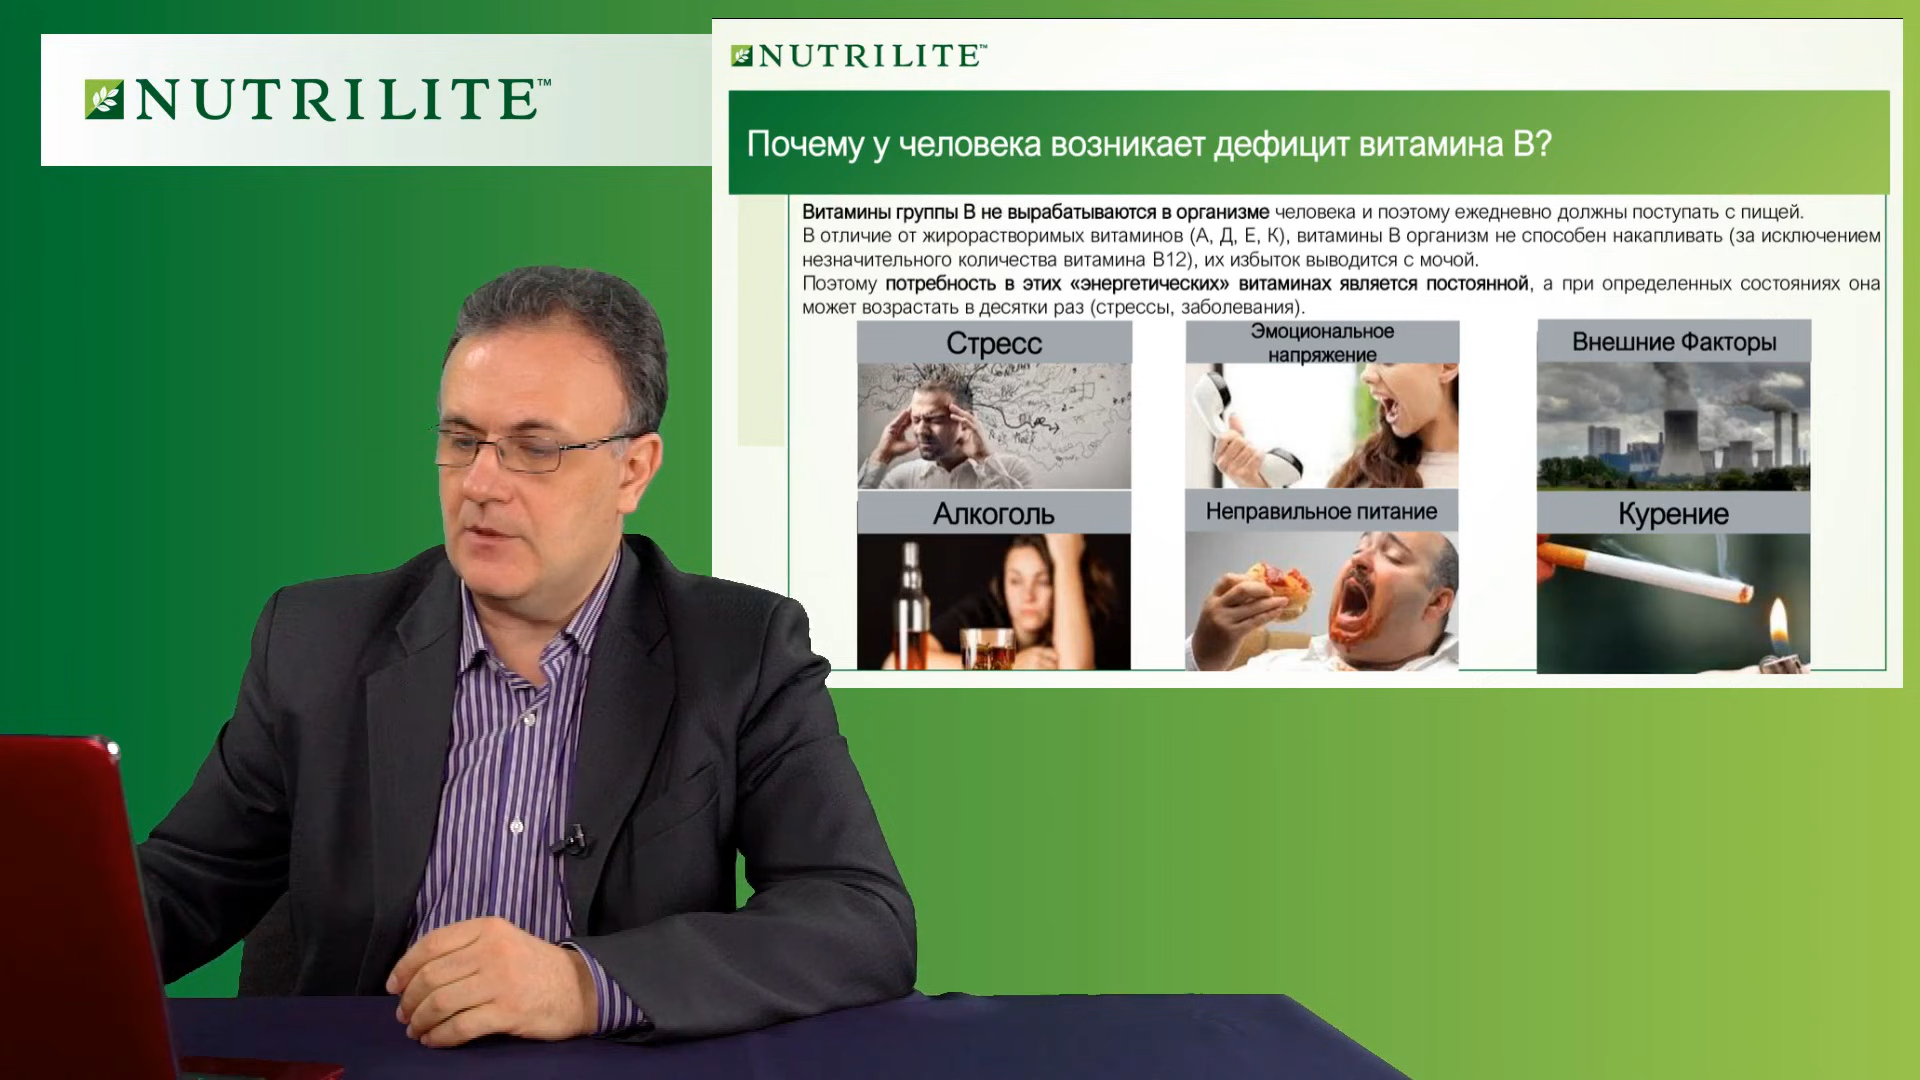 NUTRILITE™
NUTRILITE™
Почему у человека возникает дефицит витамина В?
Витамины группы В не вырабатываются в организме человека и поэтому ежедневно должны поступать с пищей.
В отличие от жирорастворимых витаминов (А, Д, Е, К), витамины В организм не способен накапливать (за исключением
незначительного количества витамина В12), их избыток выводится с мочой.
Поэтому потребность в этих «энергетических» витаминах является постоянной, а при определенных состояниях она
может возрастать в десятки раз (стрессы, заболевания).
Стресс
Эмоциональное
напряжение
Внешние Факторы
Алкоголь
Неправильное питание
Курение